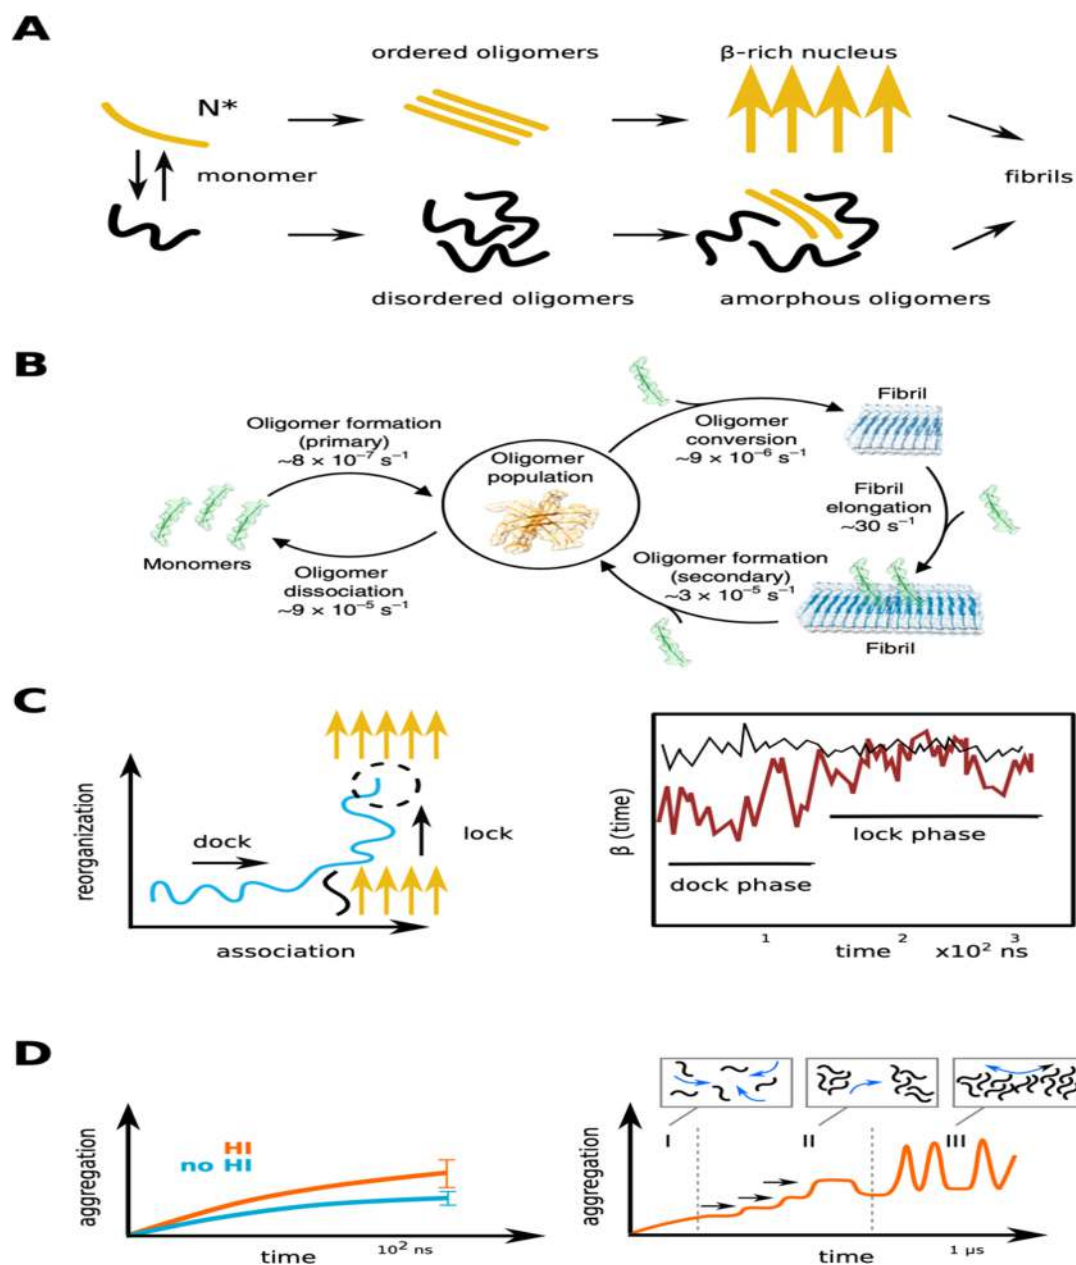 A
ordered oligomers
β-rich nucleus
N*
monomer
fibrils
disordered oligomers
amorphous oligomers
B
Oligomer formation
(primary)
~8 × 10⁻⁷ s⁻¹
Monomers
Oligomer
dissociation
~9 × 10⁻⁵ s⁻¹
Oligomer
population
Oligomer
conversion
~9 × 10⁻⁶ s⁻¹
Fibril
Fibril
elongation
~30 s⁻¹
Oligomer formation
(secondary)
~3 × 10⁻⁵ s⁻¹
Fibril
C
reorganization
dock
lock
association
β (time)
lock phase
dock phase
1 2 3
time x10² ns
D
aggregation
HI
no HI
time 10² ns
aggregation
I II III
time 1 μs